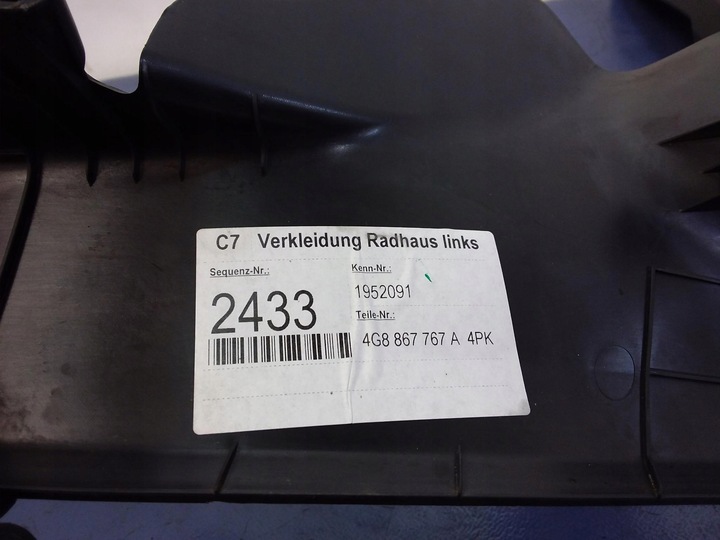 C7 Verkleidung Radhaus links
Sequenz-Nr.:
2433
Kenn-Nr.:
1952091
Teile-Nr.:
4G8 867 767 A 4PK